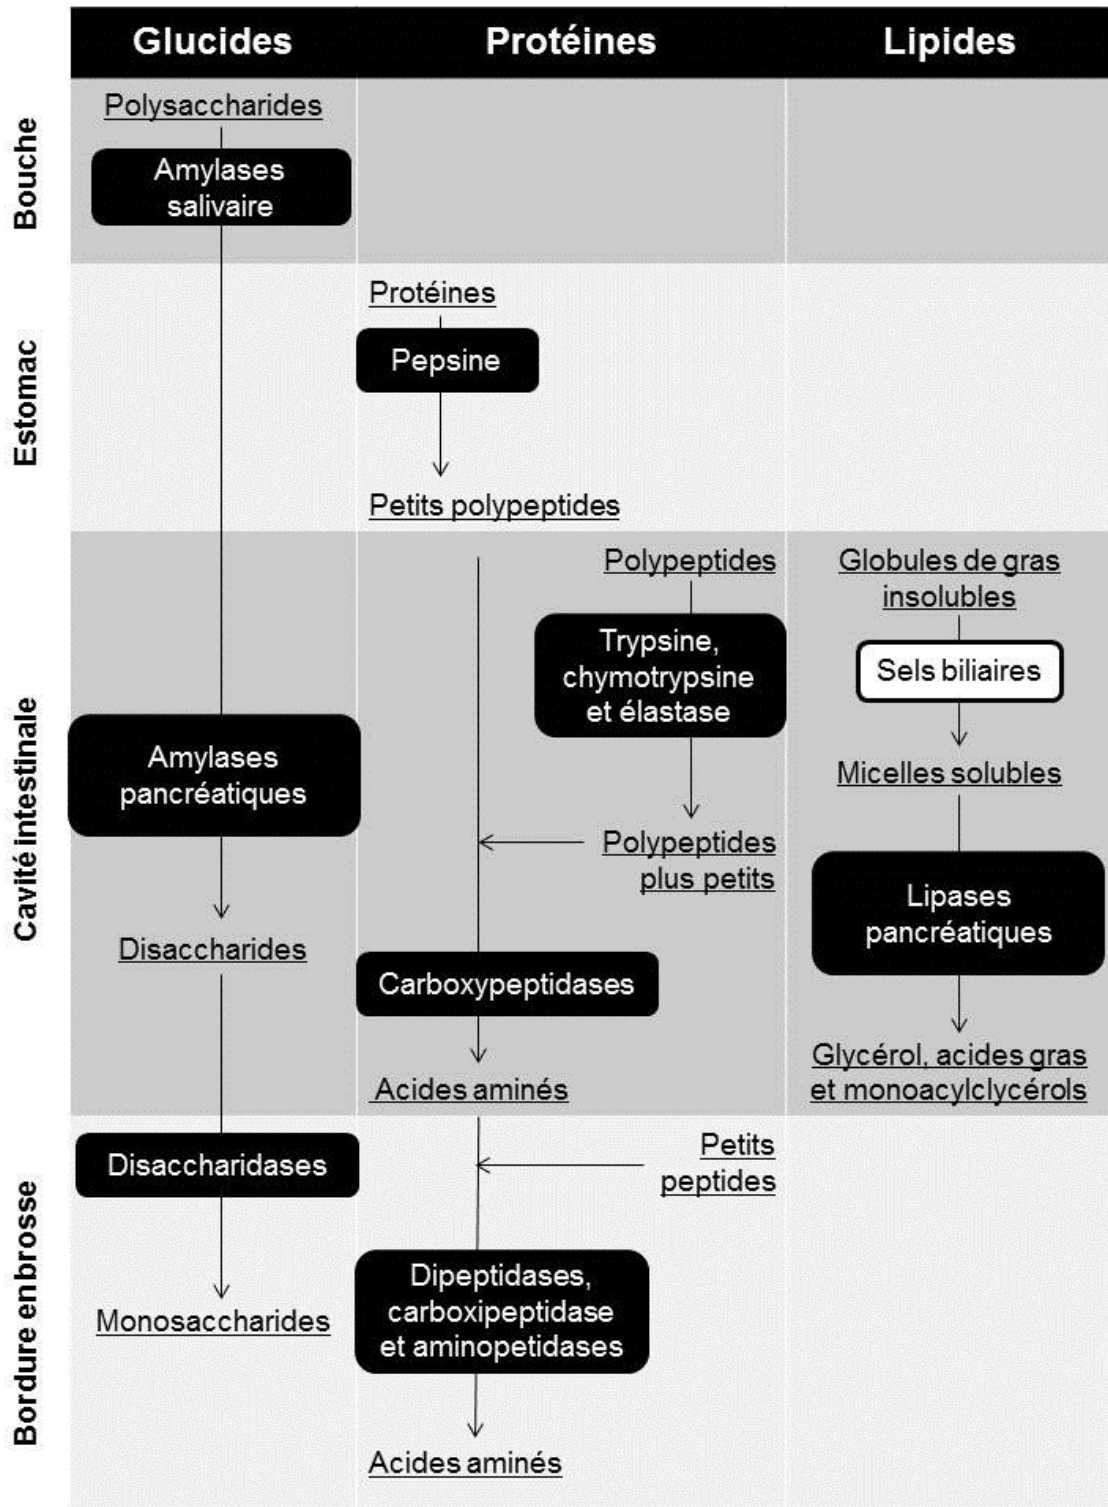 Glucides
Protéines
Lipides
Bouche
Polysaccharides
Amylases
salivaire
Estomac
Protéines
Pepsine
Petits polypeptides
Cavité intestinale
Polypeptides
Globules de gras
insolubles
Trypsine,
chymotrypsine
et élastase
Sels biliaires
Amylases
pancréatiques
Micelles solubles
Polypeptides
plus petits
Lipases
pancréatiques
Disaccharides
Carboxypeptidases
Glycérol, acides gras
et monoacylclycérols
Acides aminés
Bordure enbrosse
Disaccharidases
Petits
peptides
Monosaccharides
Dipeptidases,
carboxipeptidase
et aminopetidases
Acides aminés